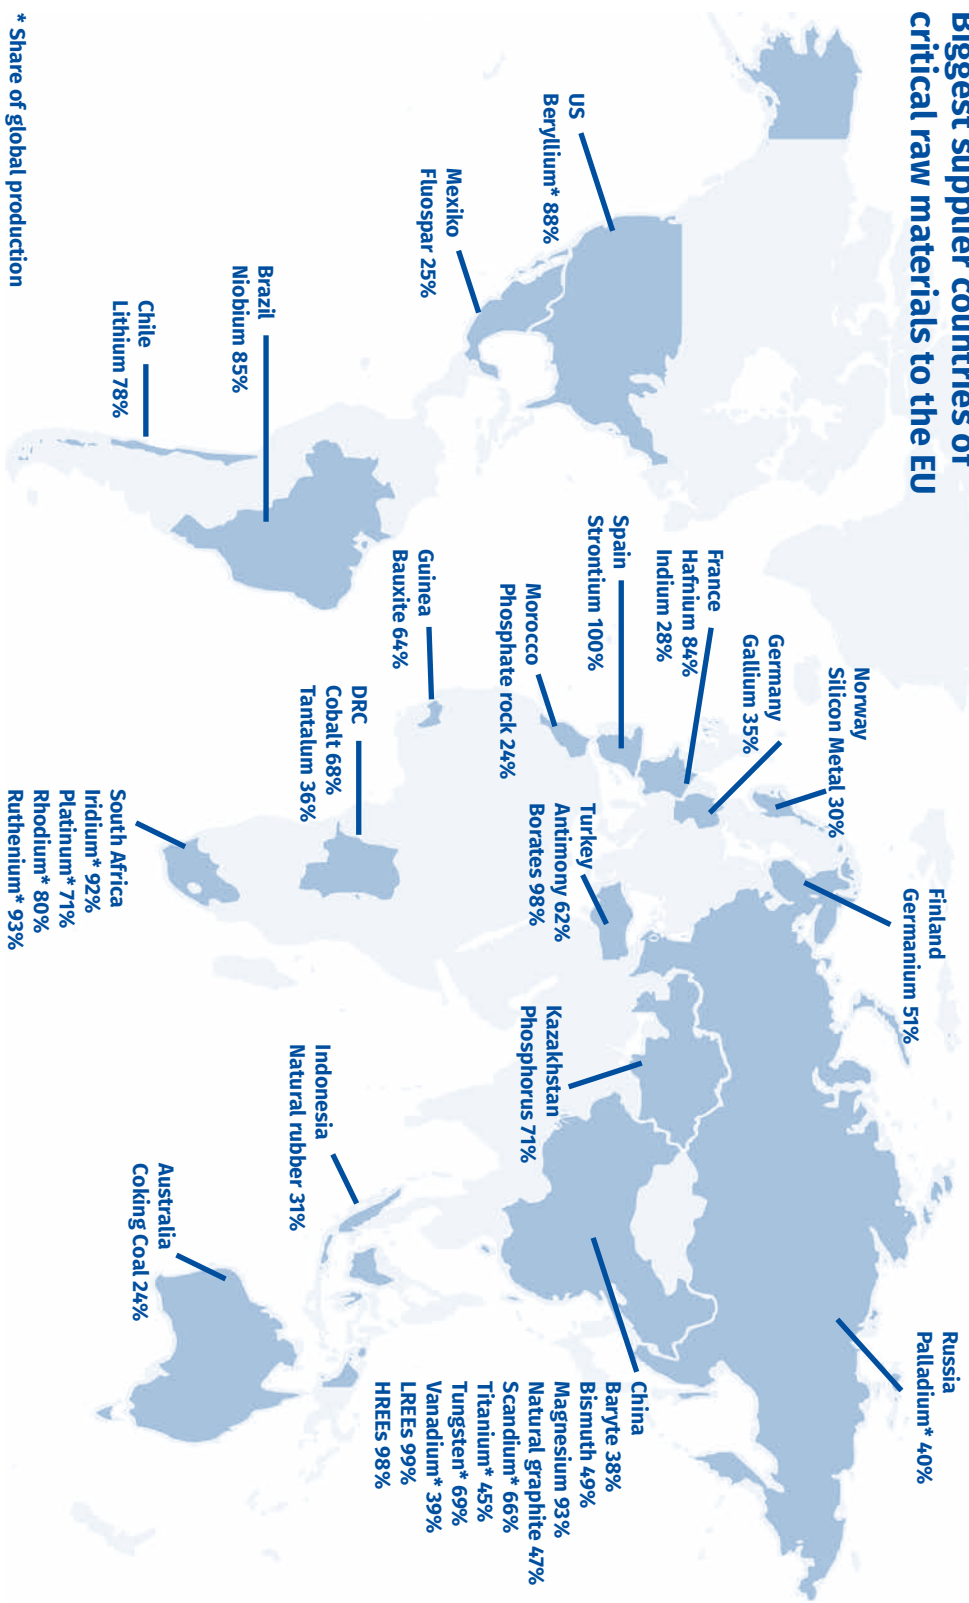 Biggest supplier countries of
critical raw materials to the EU
US
Beryllium* 88%
Mexiko
Fluospar 25%
Brazil
Niobium 85%
Chile
Lithium 78%
Norway
Silicon Metal 30%
Germany
Gallium 35%
France
Hafnium 84%
Indium 28%
Spain
Strontium 100%
Morocco
Phosphate rock 24%
Guinea
Bauxite 64%
DRC
Cobalt 68%
Tantalum 36%
South Africa
Iridium* 92%
Platinum* 71%
Rhodium* 80%
Ruthenium* 93%
Finland
Germanium 51%
Turkey
Antimony 62%
Borates 98%
Kazakhstan
Phosphorus 71%
Indonesia
Natural rubber 31%
Australia
Coking Coal 24%
Russia
Palladium* 40%
China
Baryte 38%
Bismuth 49%
Magnesium 93%
Natural graphite 47%
Scandium* 66%
Titanium* 45%
Tungsten* 69%
Vanadium* 39%
LREEs 99%
HREEs 98%
* Share of global production